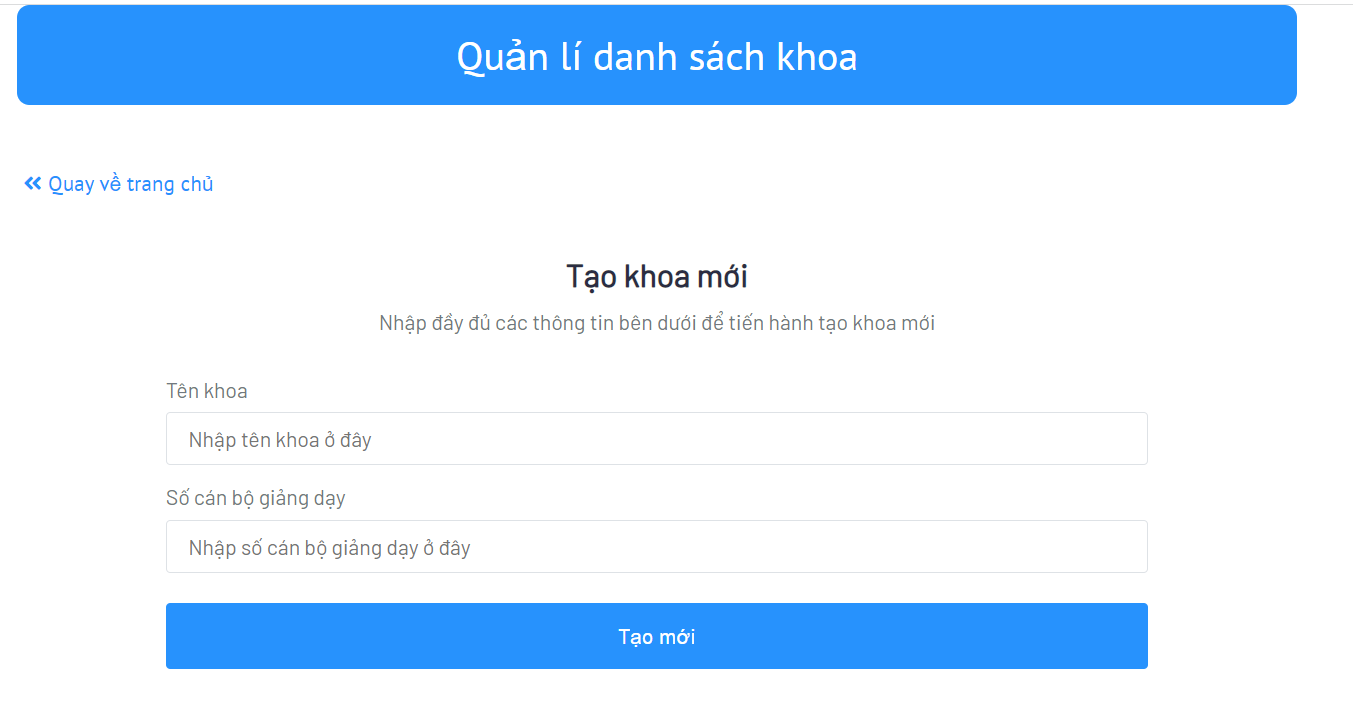 Quản lí danh sách khoa
Quay về trang chủ
Tạo khoa mới
Nhập đầy đủ các thông tin bên dưới để tiến hành tạo khoa mới
Tên khoa
Nhập tên khoa ở đây
Số cán bộ giảng dạy
Nhập số cán bộ giảng dạy ở đây
Tạo mới